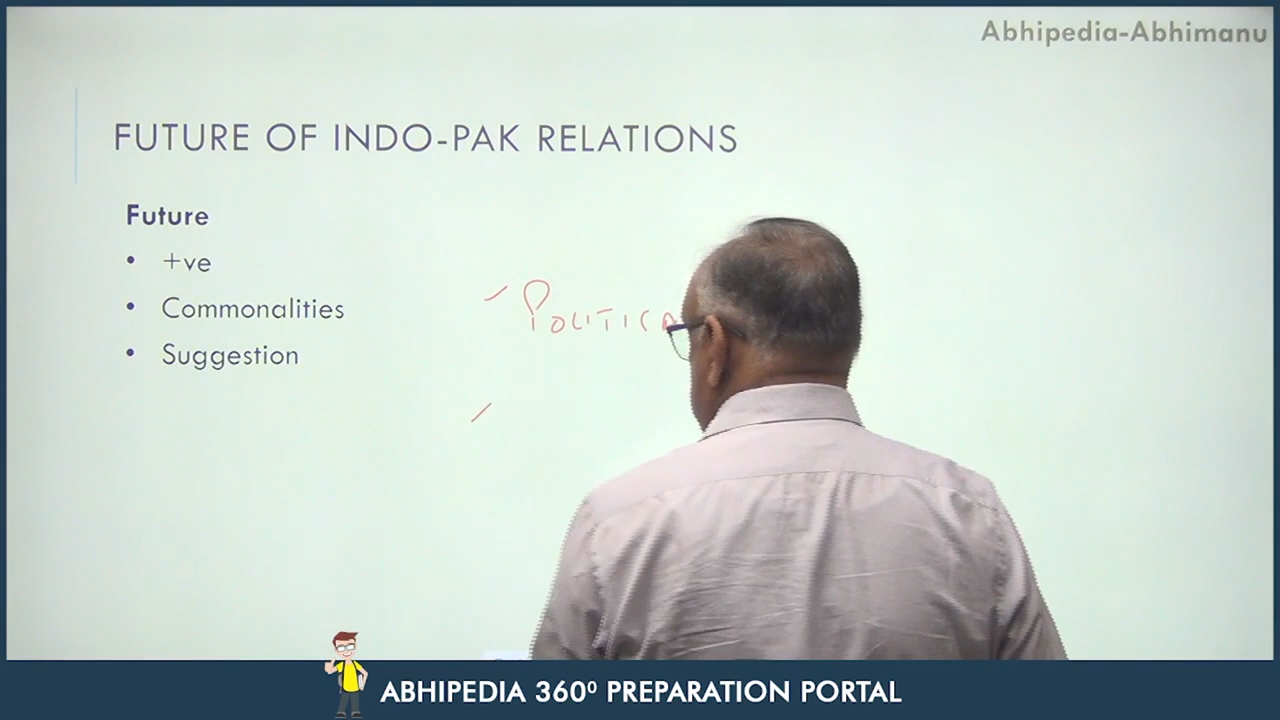 Abhipedia-Abhimanu
FUTURE OF INDO-PAK RELATIONS
Future
• +ve
• Commonalities
• Suggestion
ABHIPEDIA 360⁰ PREPARATION PORTAL